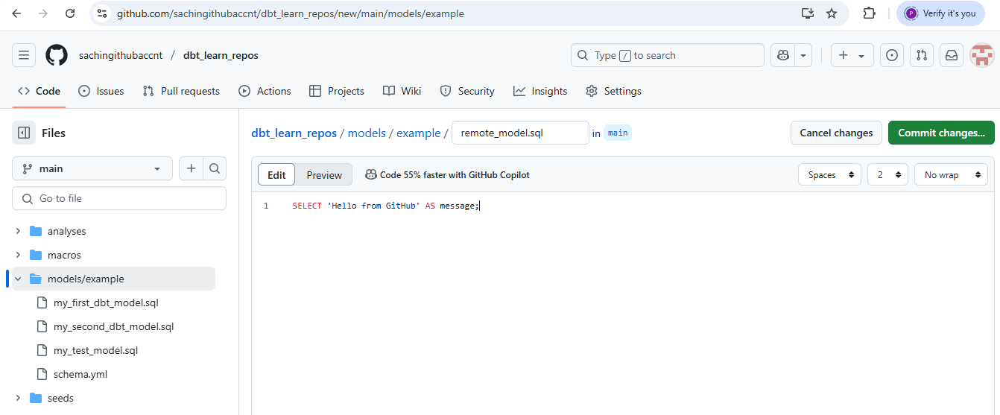 github.com/sachingithubaccnt/dbt_learn_repos/new/main/models/example
P Verify it's you
sachingithubaccnt / dbt_learn_repos
Type / to search
Code Issues Pull requests Actions Projects Wiki Security Insights Settings
Files
main
Go to file
analyses
macros
models/example
my_first_dbt_model.sql
my_second_dbt_model.sql
my_test_model.sql
schema.yml
seeds
dbt_learn_repos / models / example / remote_model.sql in main
Cancel changes Commit changes...
Edit Preview Code 55% faster with GitHub Copilot Spaces 2 No wrap
1 SELECT 'Hello from GitHub' AS message;